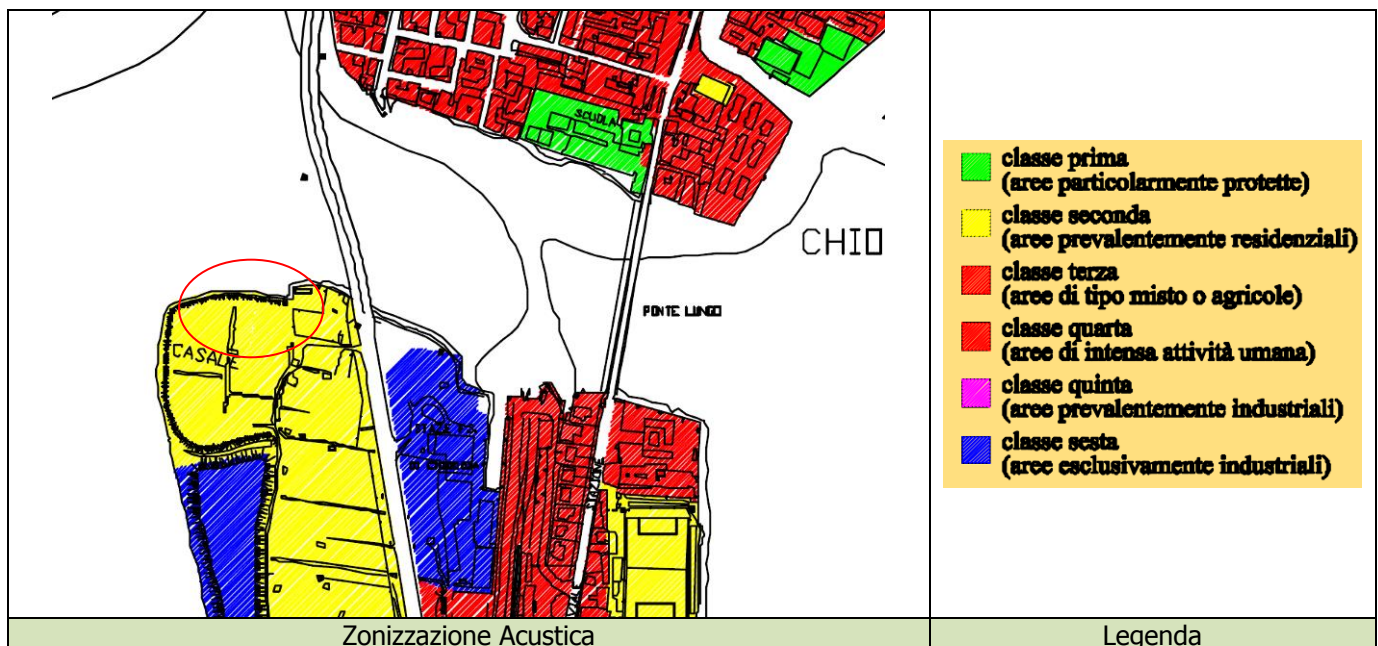 SCUOLA
CHIO
PONTE LUNGO
CASALE
STAZIONE
classe prima
(aree particolarmente protette)
classe seconda
(aree prevalentemente residenziali)
classe terza
(aree di tipo misto o agricole)
classe quarta
(aree di intensa attività umana)
classe quinta
(aree prevalentemente industriali)
classe sesta
(aree esclusivamente industriali)
Zonizzazione Acustica
Legenda